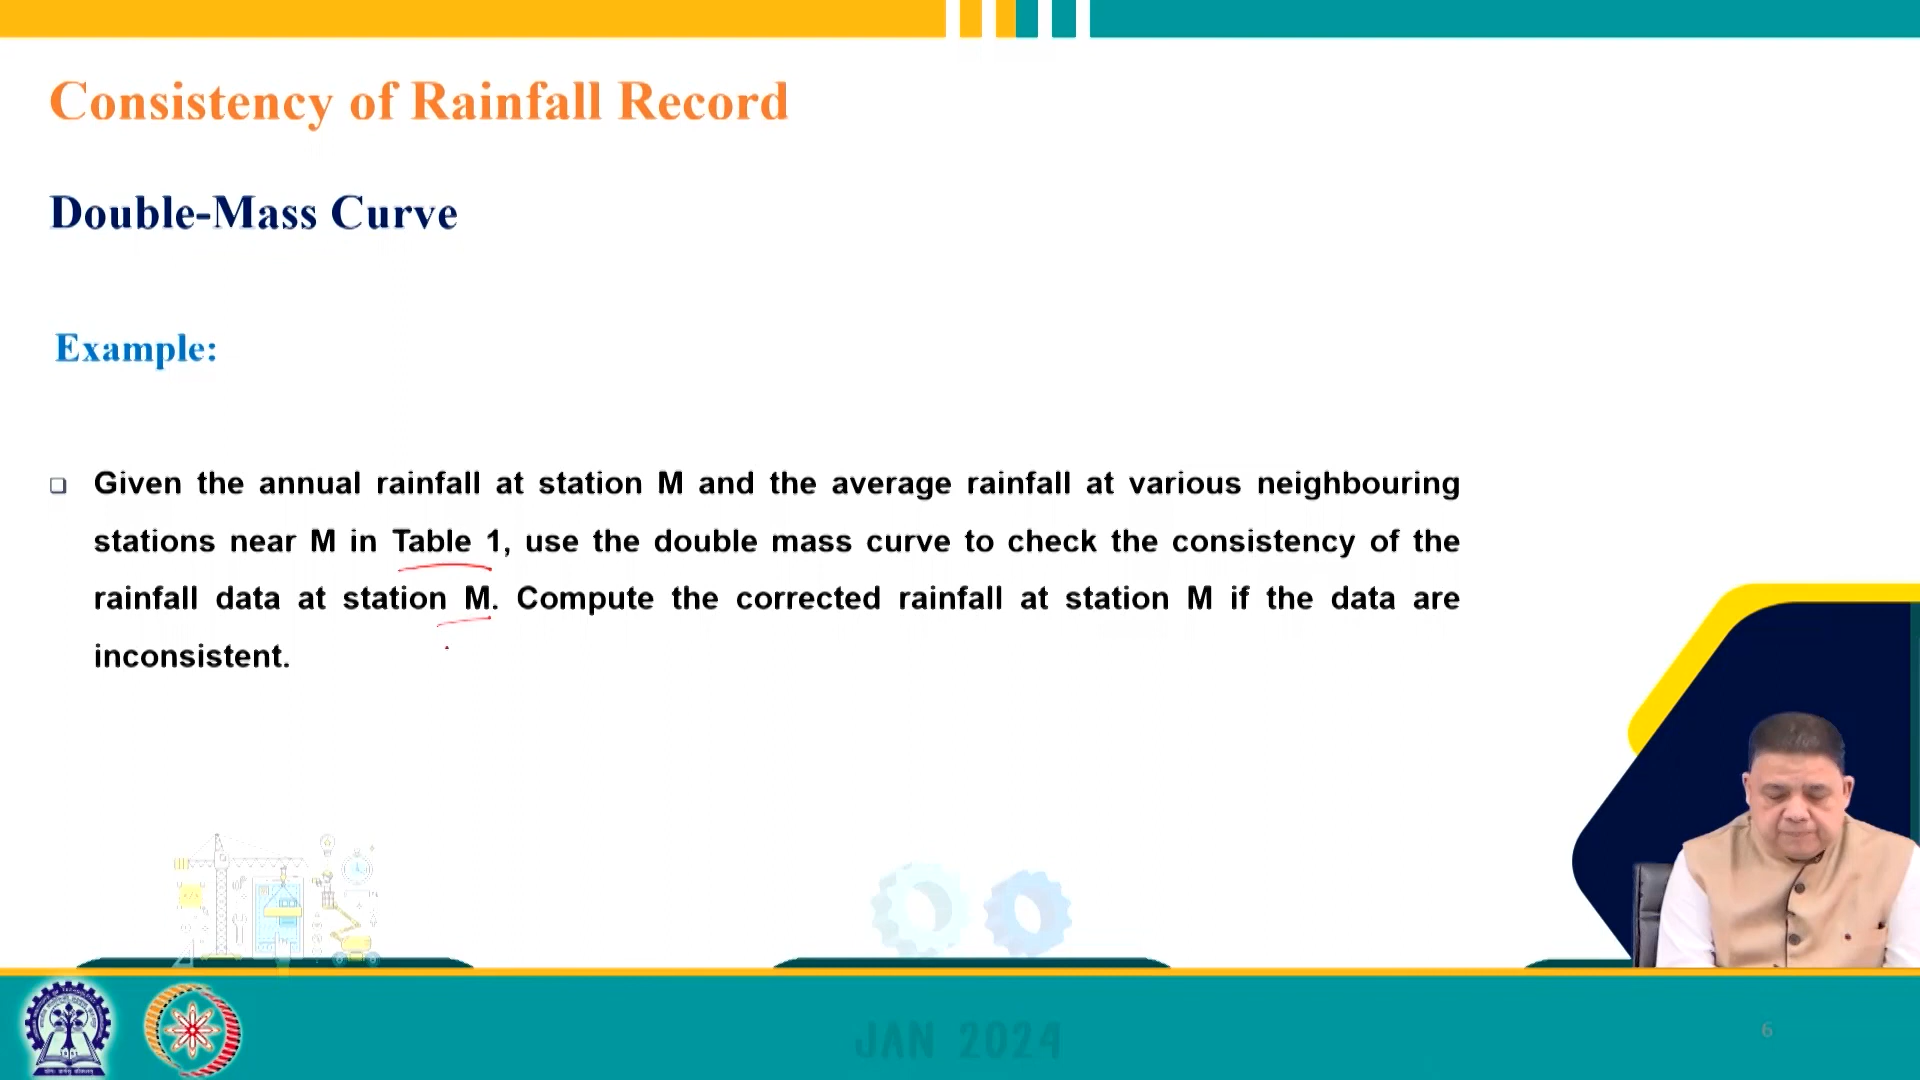 Consistency of Rainfall Record
Double-Mass Curve
Example:
❑ Given the annual rainfall at station M and the average rainfall at various neighbouring
stations near M in Table 1, use the double mass curve to check the consistency of the
rainfall data at station M. Compute the corrected rainfall at station M if the data are
inconsistent.
JAN 2024
6